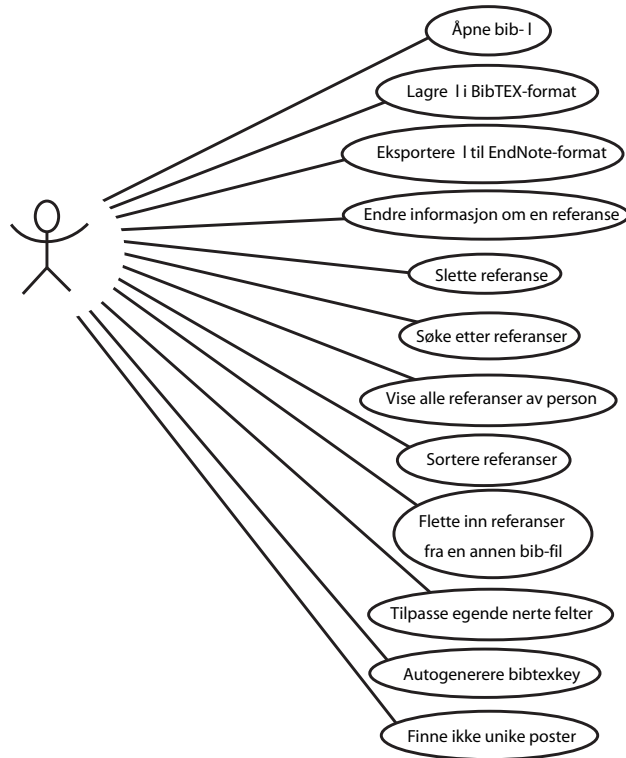 Åpne bib- l
Lagre  l i BibTEX-format
Eksportere  l til EndNote-format
Endre informasjon om en referanse
Slette referanse
Søke etter referanser
Vise alle referanser av person
Sortere referanser
Flette inn referanser
fra en annen bib-fil
Tilpasse egende nerte felter
Autogenerere bibtexkey
Finne ikke unike poster